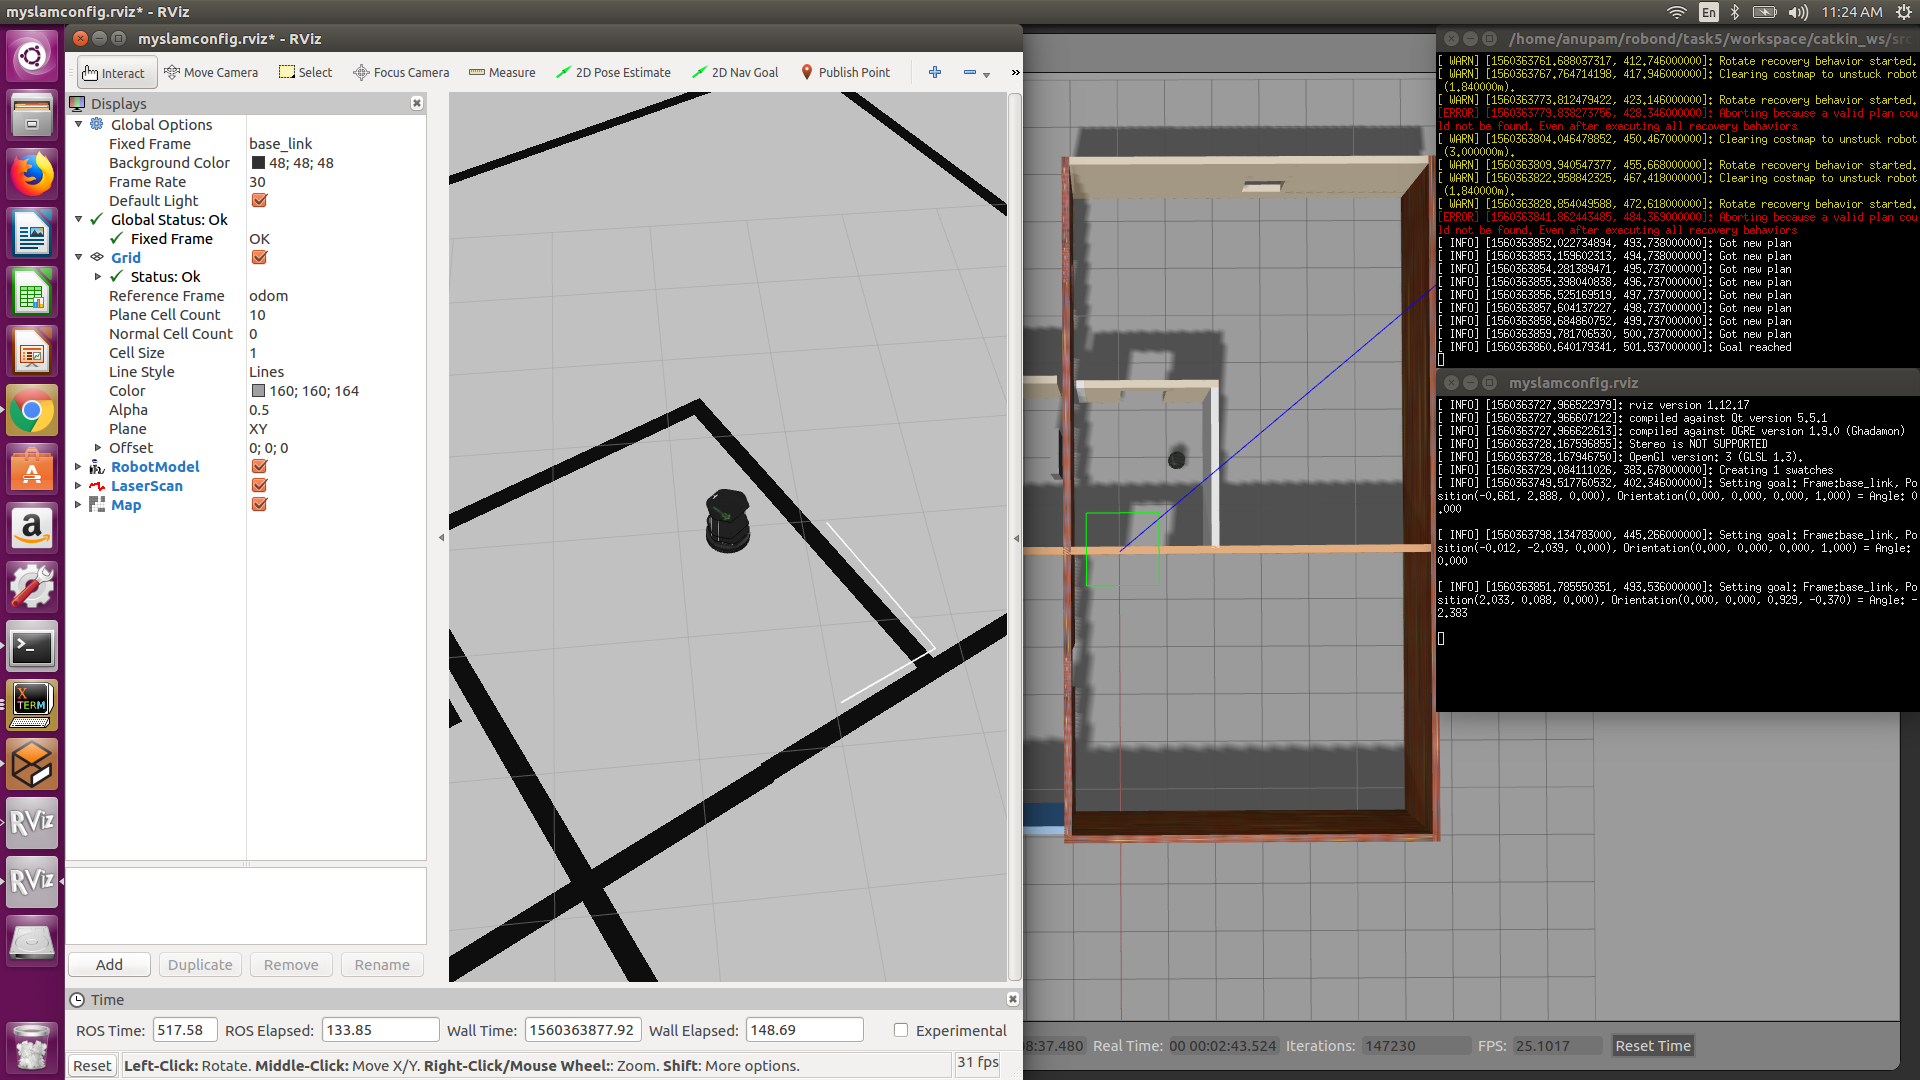 myslamconfig.rviz* - RViz
En
11:24 AM
myslamconfig.rviz* - RViz
Interact
Move Camera
Select
Focus Camera
Measure
2D Pose Estimate
2D Nav Goal
Publish Point
»
Displays
Global Options
Fixed Frame base_link
Background Color 48; 48; 48
Frame Rate 30
Default Light
Global Status: Ok
Fixed Frame OK
Grid
Status: Ok
Reference Frame odom
Plane Cell Count 10
Normal Cell Count 0
Cell Size 1
Line Style Lines
Color 160; 160; 164
Alpha 0.5
Plane XY
Offset 0; 0; 0
RobotModel
LaserScan
Map
Add
Duplicate
Remove
Rename
Time
ROS Time: 517.58
ROS Elapsed: 133.85
Wall Time: 1560363877.92
Wall Elapsed: 148.69
Experimental
Reset
Left-Click: Rotate. Middle-Click: Move X/Y. Right-Click/Mouse Wheel:: Zoom. Shift: More options.
31 fps
X
TERM
RViz
RViz
/home/anupam/robond/task5/workspace/catkin_ws/src
[ WARN] [1560363761.688037317, 412.746000000]: Rotate recovery behavior started.
[ WARN] [1560363767.764714198, 417.946000000]: Clearing costmap to unstuck robot
(1.840000m).
[ WARN] [1560363773.812479422, 423.146000000]: Rotate recovery behavior started.
[ERROR] [1560363779.838273756, 428.346000000]: Aborting because a valid plan cou
ld not be found. Even after executing all recovery behaviors
[ WARN] [1560363804.046478852, 450.467000000]: Clearing costmap to unstuck robot
(3.000000m).
[ WARN] [1560363809.940547377, 455.668000000]: Rotate recovery behavior started.
[ WARN] [1560363822.958842325, 467.418000000]: Clearing costmap to unstuck robot
(1.840000m).
[ WARN] [1560363828.854049588, 472.618000000]: Rotate recovery behavior started.
[ERROR] [1560363841.862443485, 484.369000000]: Aborting because a valid plan cou
ld not be found. Even after executing all recovery behaviors
[ INFO] [1560363852.022734894, 493.738000000]: Got new plan
[ INFO] [1560363853.159602313, 494.738000000]: Got new plan
[ INFO] [1560363854.281389471, 495.737000000]: Got new plan
[ INFO] [1560363855.398040838, 496.737000000]: Got new plan
[ INFO] [1560363856.525169519, 497.737000000]: Got new plan
[ INFO] [1560363857.604137227, 498.737000000]: Got new plan
[ INFO] [1560363858.684860752, 499.737000000]: Got new plan
[ INFO] [1560363859.781706530, 500.737000000]: Got new plan
[ INFO] [1560363860.640179341, 501.537000000]: Goal reached
myslamconfig.rviz
[ INFO] [1560363727.966522979]: rviz version 1.12.17
[ INFO] [1560363727.966607122]: compiled against Qt version 5.5.1
[ INFO] [1560363727.966622613]: compiled against OGRE version 1.9.0 (Ghadamon)
[ INFO] [1560363728.167596855]: Stereo is NOT SUPPORTED
[ INFO] [1560363728.167946750]: OpenGl version: 3 (GLSL 1.3).
[ INFO] [1560363729.084111026, 383.678000000]: Creating 1 swatches
[ INFO] [1560363749.517760532, 402.346000000]: Setting goal: Frame:base_link, Po
sition(-0.661, 2.888, 0.000), Orientation(0.000, 0.000, 0.000, 1.000) = Angle: 0
.000
[ INFO] [1560363798.134783000, 445.266000000]: Setting goal: Frame:base_link, Po
sition(-0.012, -2.039, 0.000), Orientation(0.000, 0.000, 0.000, 1.000) = Angle:
0.000
[ INFO] [1560363851.785550351, 493.536000000]: Setting goal: Frame:base_link, Po
sition(2.033, 0.088, 0.000), Orientation(0.000, 0.000, 0.929, -0.370) = Angle: -
2.383
8:37.480
Real Time: 00 00:02:43.524
Iterations: 147230
FPS: 25.1017
Reset Time